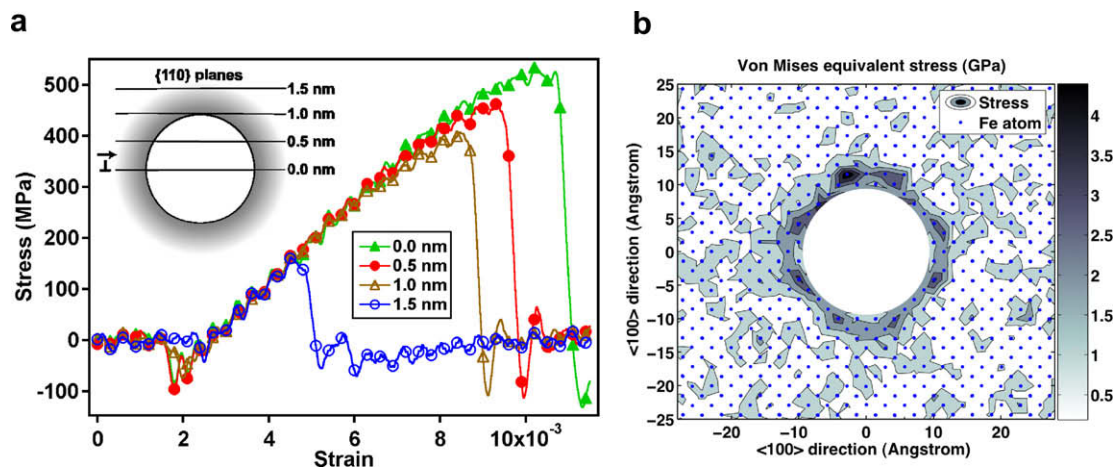 a
{110} planes
1.5 nm
1.0 nm
0.5 nm
0.0 nm
500
400
300
200
100
0
-100
Stress (MPa)
0.0 nm
0.5 nm
1.0 nm
1.5 nm
0
2
4
6
8
10x10⁻³
Strain
b
Von Mises equivalent stress (GPa)
Stress
Fe atom
25
20
15
10
5
0
−5
−10
−15
−20
−25
<100> direction (Angstrom)
−20
−10
0
10
20
<100> direction (Angstrom)
4
3.5
3
2.5
2
1.5
1
0.5